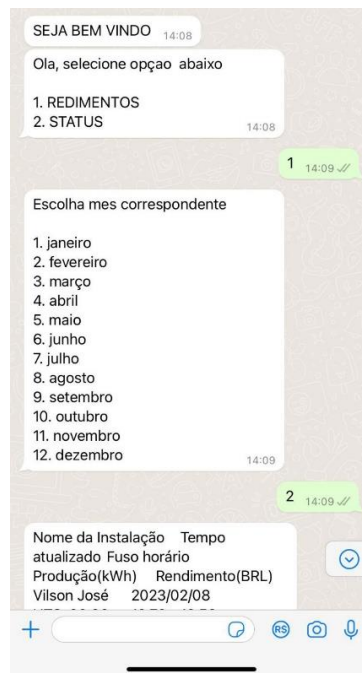 SEJA BEM VINDO 14:08
Ola, selecione opçao abaixo
1. REDIMENTOS
2. STATUS
14:08
1 14:09
Escolha mes correspondente
1. janeiro
2. fevereiro
3. março
4. abril
5. maio
6. junho
7. julho
8. agosto
9. setembro
10. outubro
11. novembro
12. dezembro
14:09
2 14:09
Nome da Instalação Tempo
atualizado Fuso horário
Produção(kWh) Rendimento(BRL)
Vilson José 2023/02/08
R$